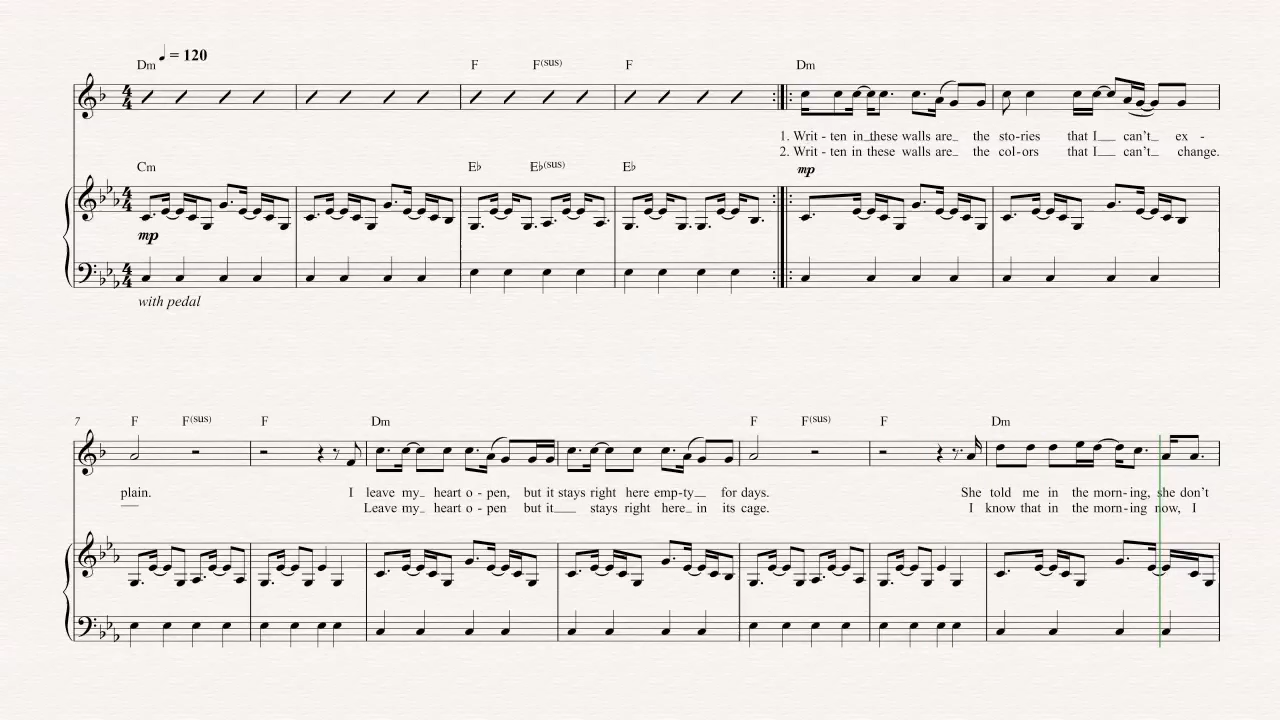 Dm ♩ = 120 F F(sus) F Dm
1. Writ - ten in these walls are the sto-ries that I can't ex -
2. Writ - ten in these walls are the col-ors that I can't change.
Cm E♭ E♭(sus) E♭ mp
mp
with pedal
7 F F(sus) F Dm F F(sus) F Dm
plain. I leave my heart o - pen, but it stays right here emp-ty for days. She told me in the morn-ing, she don't
Leave my heart o - pen but it stays right here in its cage. I know that in the morn-ing now, I